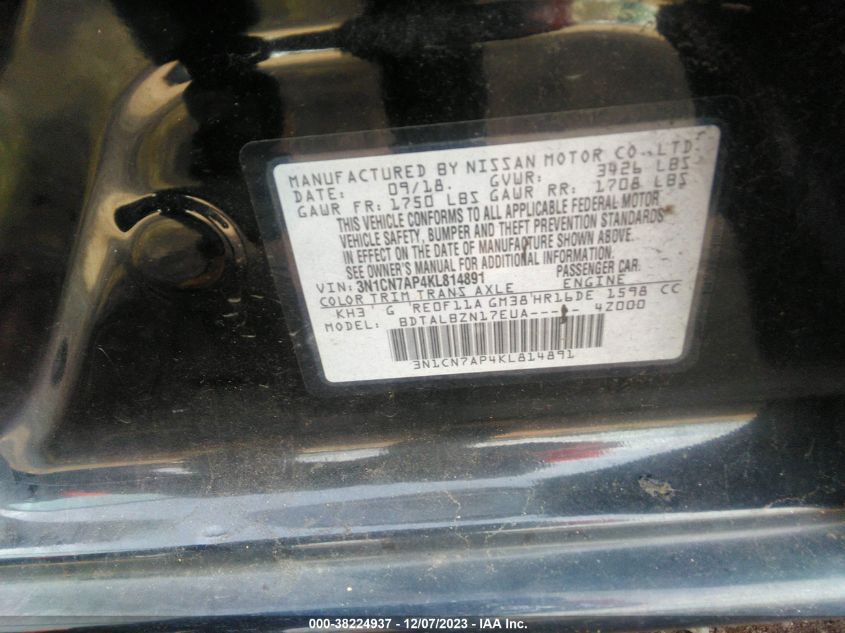 MANUFACTURED BY NISSAN MOTOR CO., LTD.
DATE: 09/18. GVWR: 3426 LBS
GAWR FR: 1750 LBS GAWR RR: 1708 LBS
THIS VEHICLE CONFORMS TO ALL APPLICABLE FEDERAL MOTOR
VEHICLE SAFETY, BUMPER AND THEFT PREVENTION STANDARDS
IN EFFECT ON THE DATE OF MANUFACTURE SHOWN ABOVE.
SEE OWNER'S MANUAL FOR ADDITIONAL INFORMATION.
VIN: 3N1CN7AP4KL814891 PASSENGER CAR.
COLOR TRIM TRANS AXLE ENGINE
KH3 G RE0F11A GM38 HR16DE 1598 CC
MODEL: BDTALBZN17EUA---- 42000
3N1CN7AP4KL814891
000-38224937 - 12/07/2023 - IAA Inc.